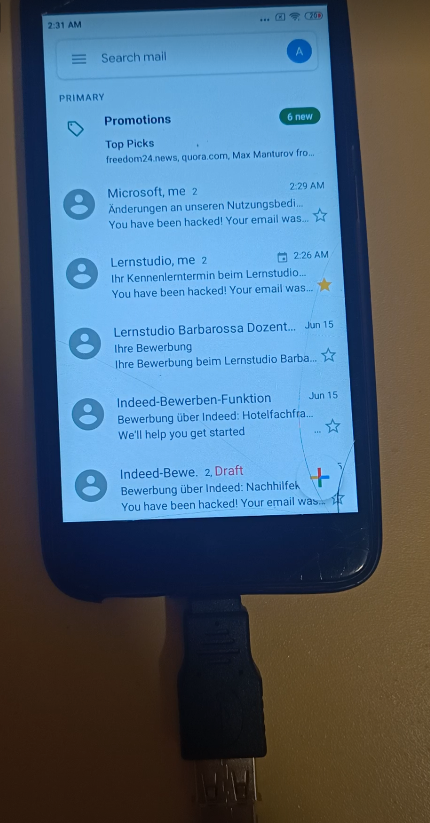 2:31 AM
Search mail
A
PRIMARY
Promotions
6 new
Top Picks
freedom24.news, quora.com, Max Manturov fro...
Microsoft, me 2
2:29 AM
Änderungen an unseren Nutzungsbedi...
You have been hacked! Your email was...
Lernstudio, me 2
2:26 AM
Ihr Kennenlerntermin beim Lernstudio...
You have been hacked! Your email was...
Lernstudio Barbarossa Dozent...
Jun 15
Ihre Bewerbung
Ihre Bewerbung beim Lernstudio Barba...
Indeed-Bewerben-Funktion
Jun 15
Bewerbung über Indeed: Hotelfachfra...
We'll help you get started
...
Indeed-Bewe. 2, Draft
Bewerbung über Indeed: Nachhilfek
You have been hacked! Your email was...